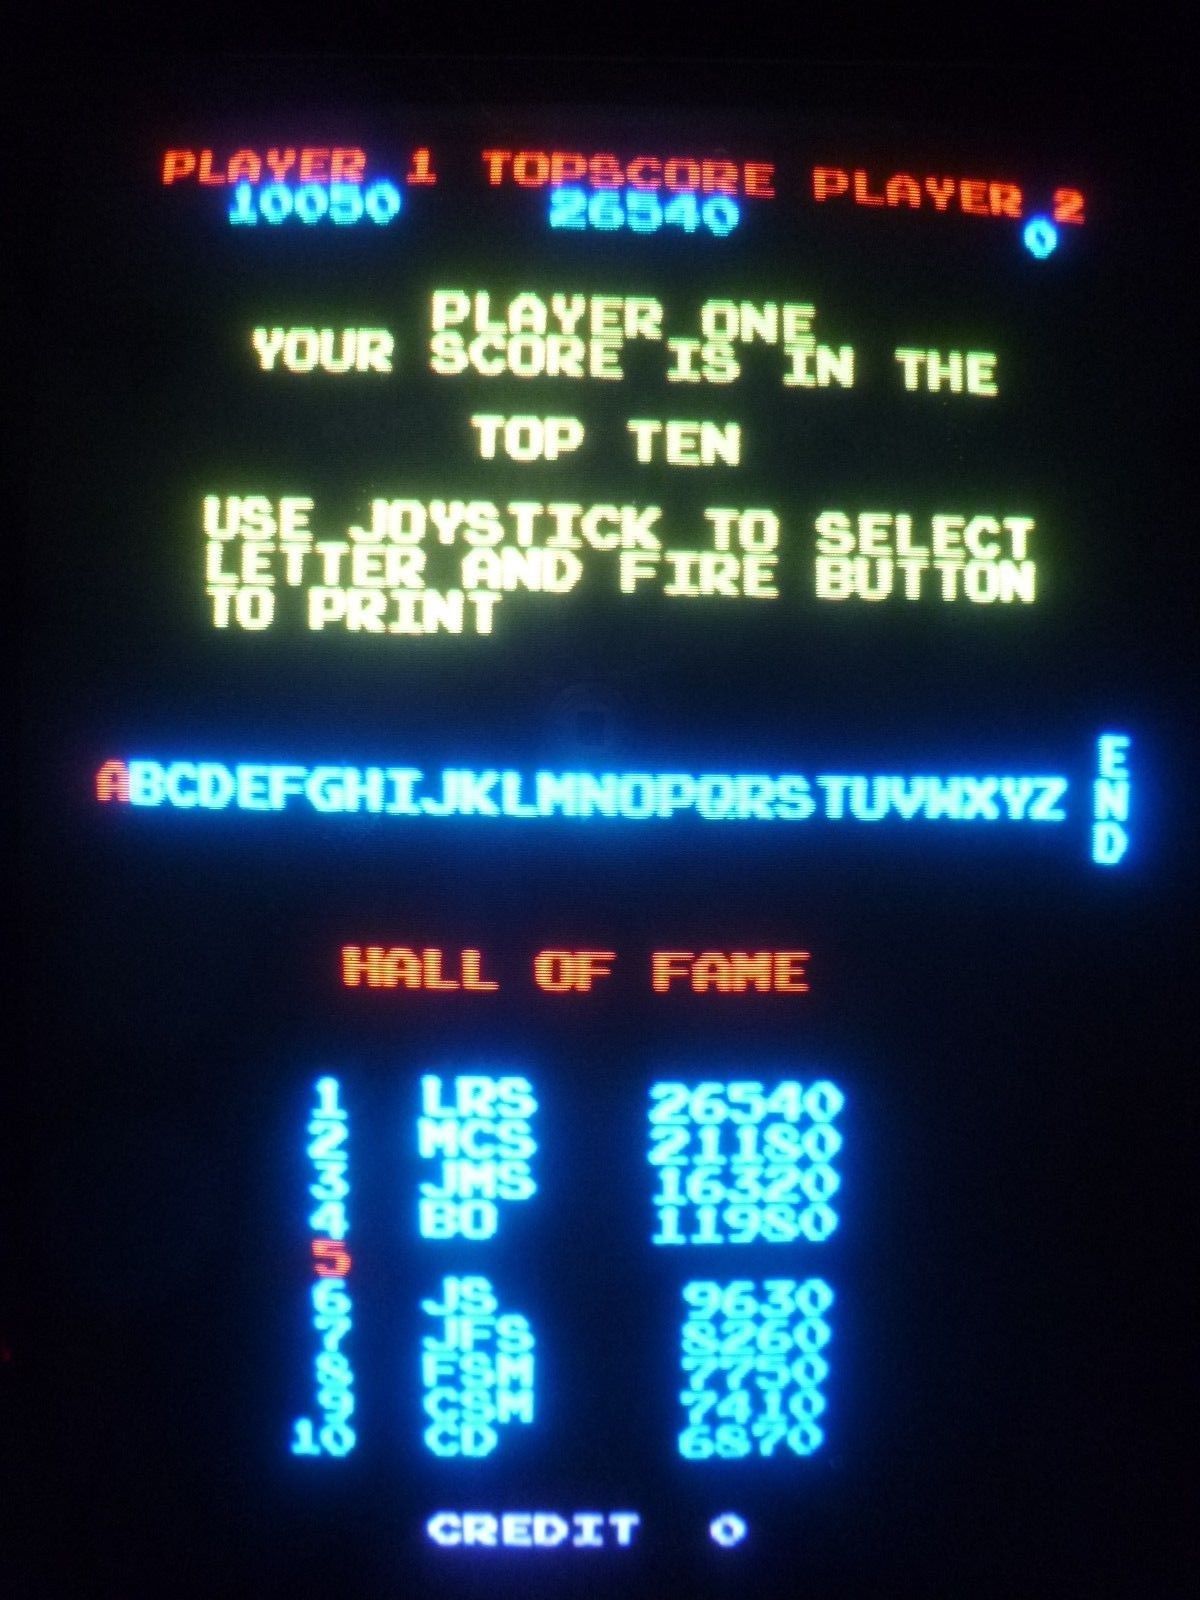 PLAYER 1 TOPSCORE PLAYER 2
10050 26540 0
PLAYER ONE
YOUR SCORE IS IN THE
TOP TEN
USE JOYSTICK TO SELECT
LETTER AND FIRE BUTTON
TO PRINT
ABCDEFGHIJKLMNOPQRSTUVWXYZ END
HALL OF FAME
1 LRS 26540
2 MCS 21180
3 JMS 16320
4 BO 11980
5
6 JS 9630
7 JFS 8260
8 FSM 7750
9 CSM 7410
10 CD 6870
CREDIT 0